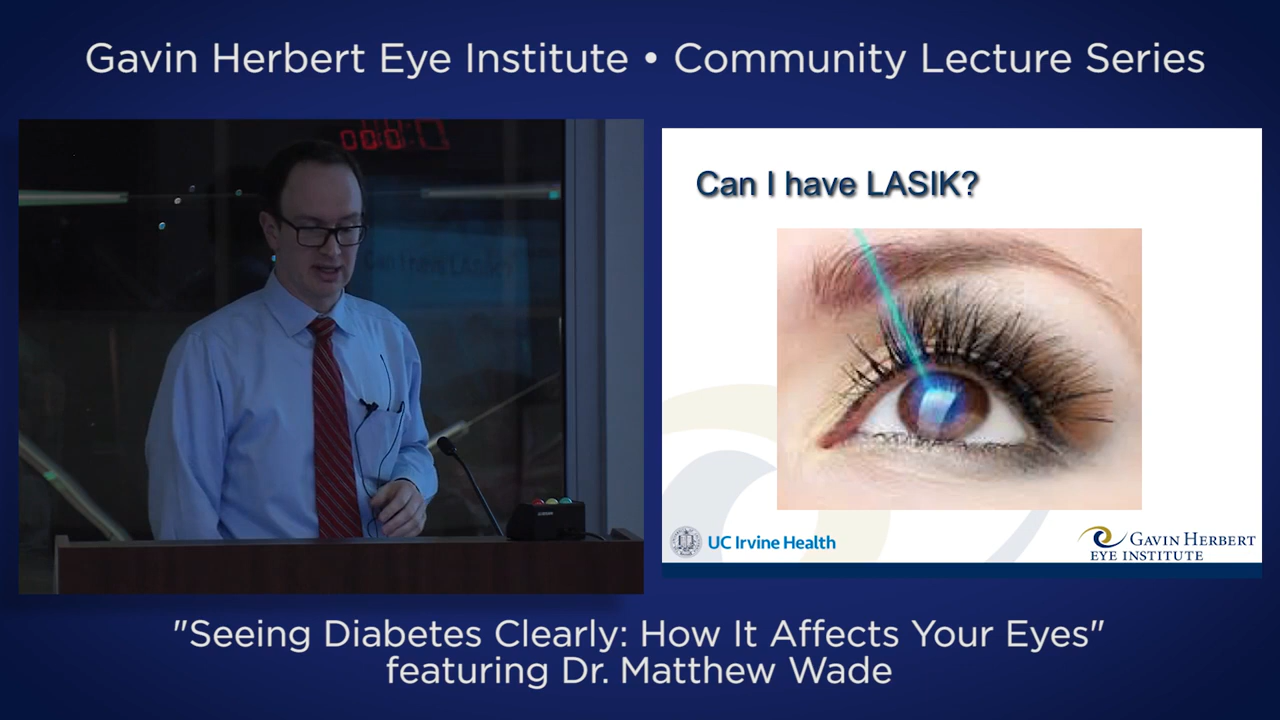 Gavin Herbert Eye Institute • Community Lecture Series
Can I have LASIK?
UC Irvine Health
GAVIN HERBERT
EYE INSTITUTE
"Seeing Diabetes Clearly: How It Affects Your Eyes"
featuring Dr. Matthew Wade